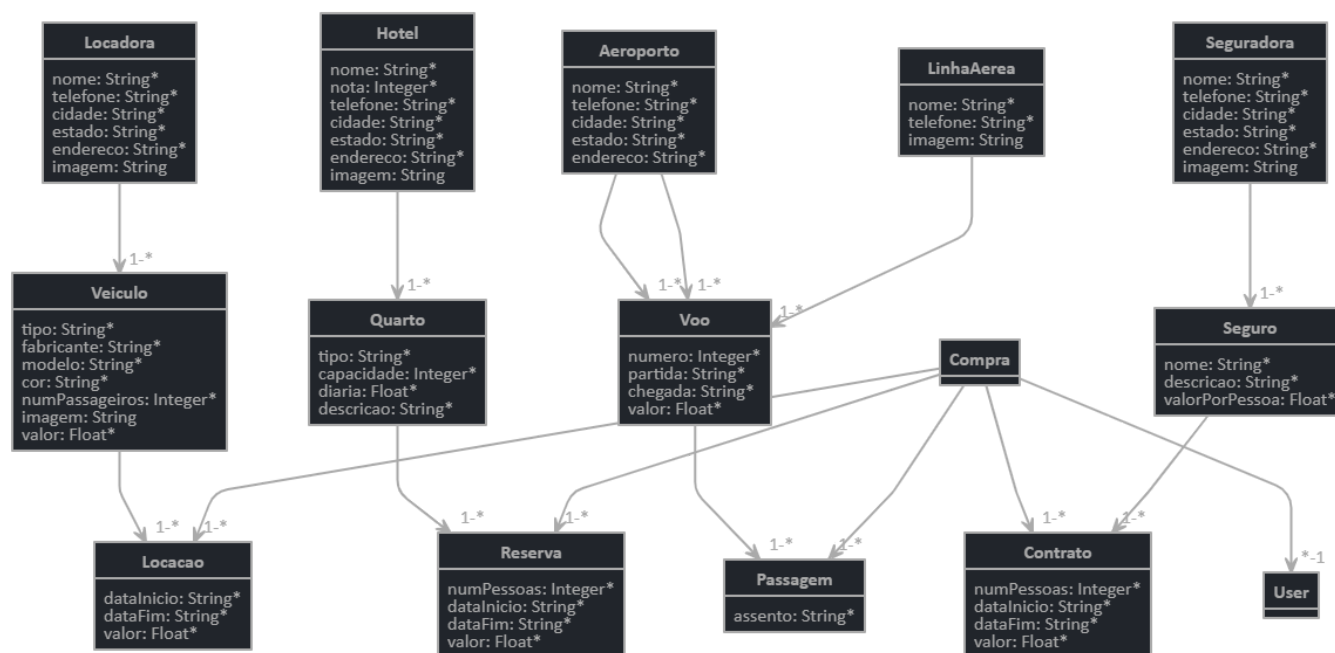 Locadora
nome: String*
telefone: String*
cidade: String*
estado: String*
endereco: String*
imagem: String
Hotel
nome: String*
nota: Integer*
telefone: String*
cidade: String*
estado: String*
endereco: String*
imagem: String
Aeroporto
nome: String*
telefone: String*
cidade: String*
estado: String*
endereco: String*
LinhaAerea
nome: String*
telefone: String*
imagem: String
Seguradora
nome: String*
telefone: String*
cidade: String*
estado: String*
endereco: String*
imagem: String
1-*
1-*
1-*
1-*
1-*
1-*
Veiculo
tipo: String*
fabricante: String*
modelo: String*
cor: String*
numPassageiros: Integer*
imagem: String
valor: Float*
Quarto
tipo: String*
capacidade: Integer*
diaria: Float*
descricao: String*
Voo
numero: Integer*
partida: String*
chegada: String*
valor: Float*
Compra
Seguro
nome: String*
descricao: String*
valorPorPessoa: Float*
1-*
1-*
1-*
1-*
1-*
1-*
1-*
1-*
*-1
Locacao
dataInicio: String*
dataFim: String*
valor: Float*
Reserva
numPessoas: Integer*
dataInicio: String*
dataFim: String*
valor: Float*
Passagem
assento: String*
Contrato
numPessoas: Integer*
dataInicio: String*
dataFim: String*
valor: Float*
User